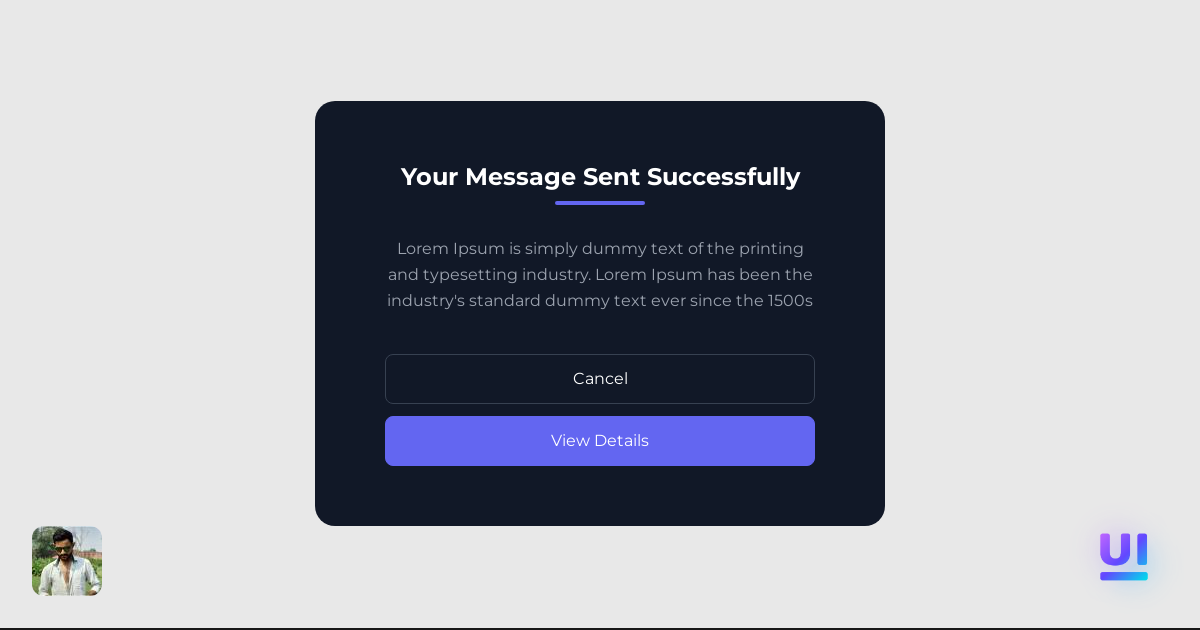 Your Message Sent Successfully
Lorem Ipsum is simply dummy text of the printing
and typesetting industry. Lorem Ipsum has been the
industry's standard dummy text ever since the 1500s
Cancel
View Details
UI